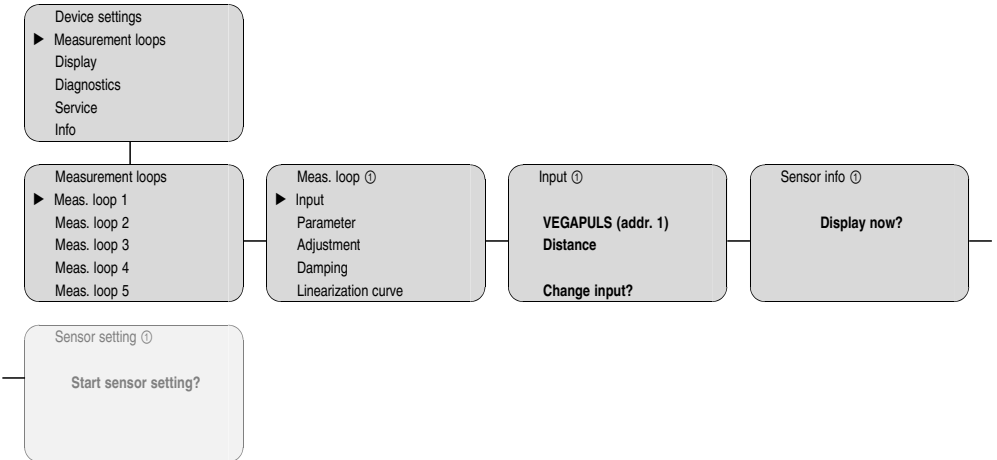 Device settings
▶ Measurement loops
Display
Diagnostics
Service
Info
Measurement loops
▶ Meas. loop 1
Meas. loop 2
Meas. loop 3
Meas. loop 4
Meas. loop 5
Meas. loop ①
▶ Input
Parameter
Adjustment
Damping
Linearization curve
Input ①
VEGAPULS (addr. 1)
Distance
Change input?
Sensor info ①
Display now?
Sensor setting ①
Start sensor setting?